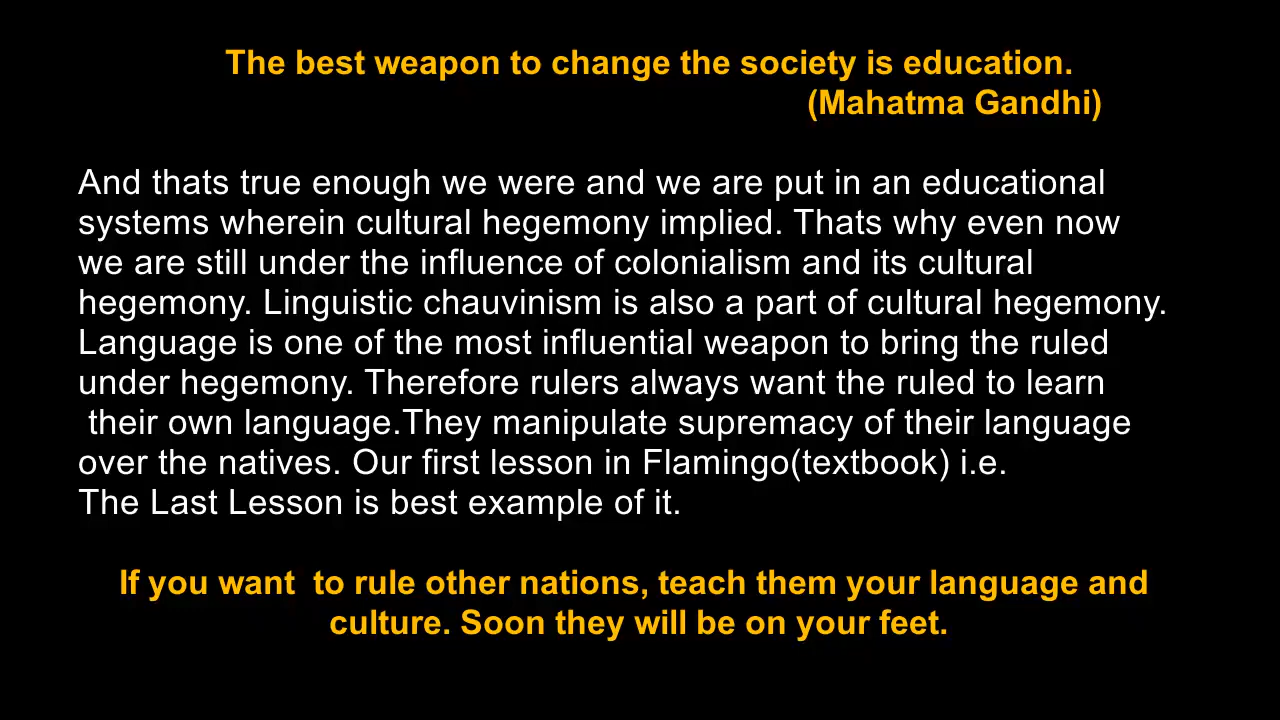 The best weapon to change the society is education.
(Mahatma Gandhi)
And thats true enough we were and we are put in an educational
systems wherein cultural hegemony implied. Thats why even now
we are still under the influence of colonialism and its cultural
hegemony. Linguistic chauvinism is also a part of cultural hegemony.
Language is one of the most influential weapon to bring the ruled
under hegemony. Therefore rulers always want the ruled to learn
their own language.They manipulate supremacy of their language
over the natives. Our first lesson in Flamingo(textbook) i.e.
The Last Lesson is best example of it.
If you want  to rule other nations, teach them your language and
culture. Soon they will be on your feet.